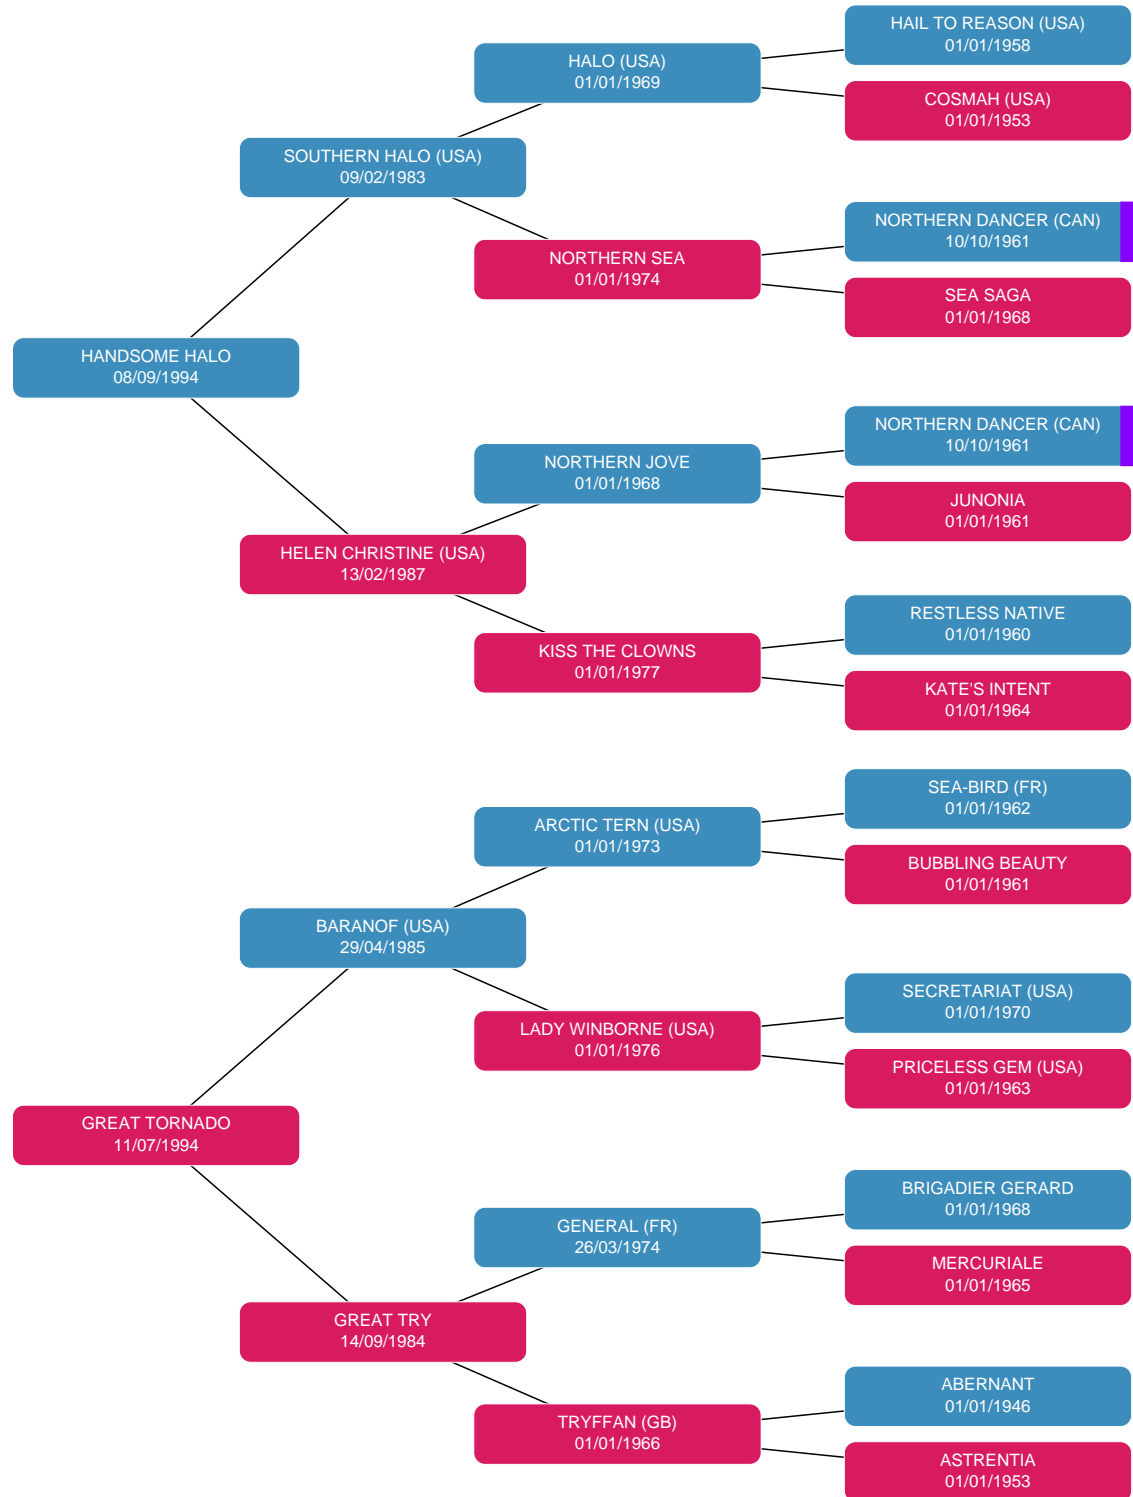 HAIL TO REASON (USA)
01/01/1958
HALO (USA)
01/01/1969
COSMAH (USA)
01/01/1953
SOUTHERN HALO (USA)
09/02/1983
NORTHERN DANCER (CAN)
10/10/1961
NORTHERN SEA
01/01/1974
SEA SAGA
01/01/1968
HANDSOME HALO
08/09/1994
NORTHERN DANCER (CAN)
10/10/1961
NORTHERN JOVE
01/01/1968
JUNONIA
01/01/1961
HELEN CHRISTINE (USA)
13/02/1987
RESTLESS NATIVE
01/01/1960
KISS THE CLOWNS
01/01/1977
KATE'S INTENT
01/01/1964
SEA-BIRD (FR)
01/01/1962
ARCTIC TERN (USA)
01/01/1973
BUBBLING BEAUTY
01/01/1961
BARANOF (USA)
29/04/1985
SECRETARIAT (USA)
01/01/1970
LADY WINBORNE (USA)
01/01/1976
PRICELESS GEM (USA)
01/01/1963
GREAT TORNADO
11/07/1994
BRIGADIER GERARD
01/01/1968
GENERAL (FR)
26/03/1974
MERCURIALE
01/01/1965
GREAT TRY
14/09/1984
ABERNANT
01/01/1946
TRYFFAN (GB)
01/01/1966
ASTRENTIA
01/01/1953